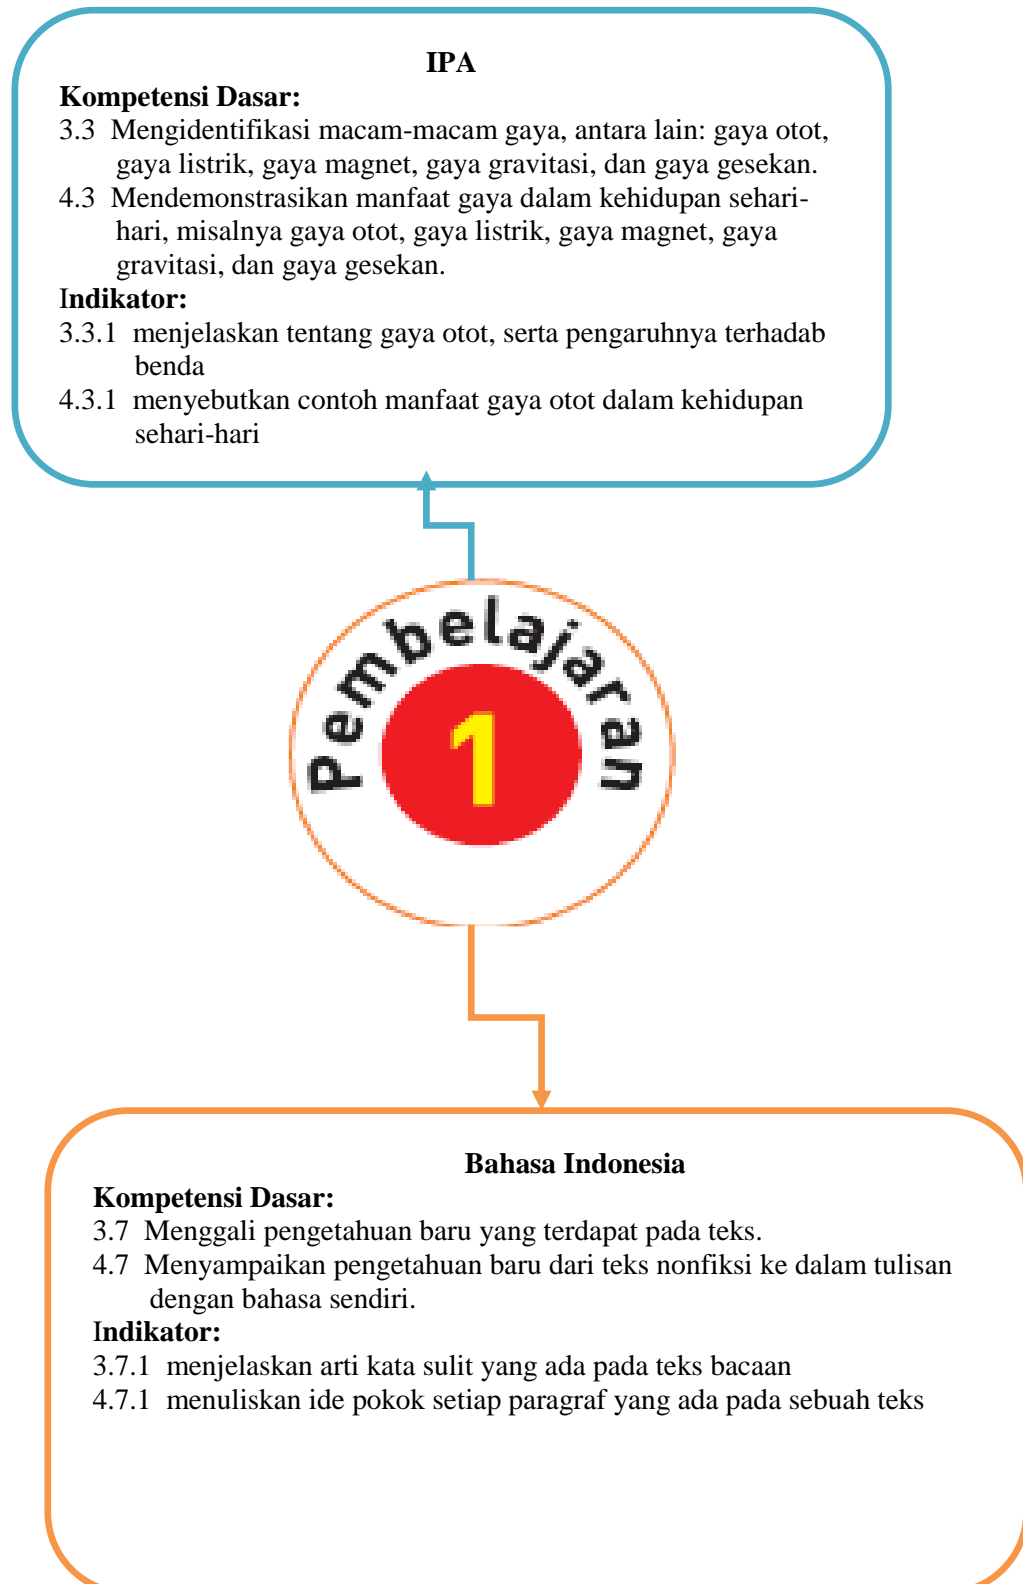 IPA
Kompetensi Dasar:
3.3 Mengidentifikasi macam-macam gaya, antara lain: gaya otot,
gaya listrik, gaya magnet, gaya gravitasi, dan gaya gesekan.
4.3 Mendemonstrasikan manfaat gaya dalam kehidupan sehari-
hari, misalnya gaya otot, gaya listrik, gaya magnet, gaya
gravitasi, dan gaya gesekan.
Indikator:
3.3.1 menjelaskan tentang gaya otot, serta pengaruhnya terhadab
benda
4.3.1 menyebutkan contoh manfaat gaya otot dalam kehidupan
sehari-hari
Pembelajaran
1
Bahasa Indonesia
Kompetensi Dasar:
3.7 Menggali pengetahuan baru yang terdapat pada teks.
4.7 Menyampaikan pengetahuan baru dari teks nonfiksi ke dalam tulisan
dengan bahasa sendiri.
Indikator:
3.7.1 menjelaskan arti kata sulit yang ada pada teks bacaan
4.7.1 menuliskan ide pokok setiap paragraf yang ada pada sebuah teks